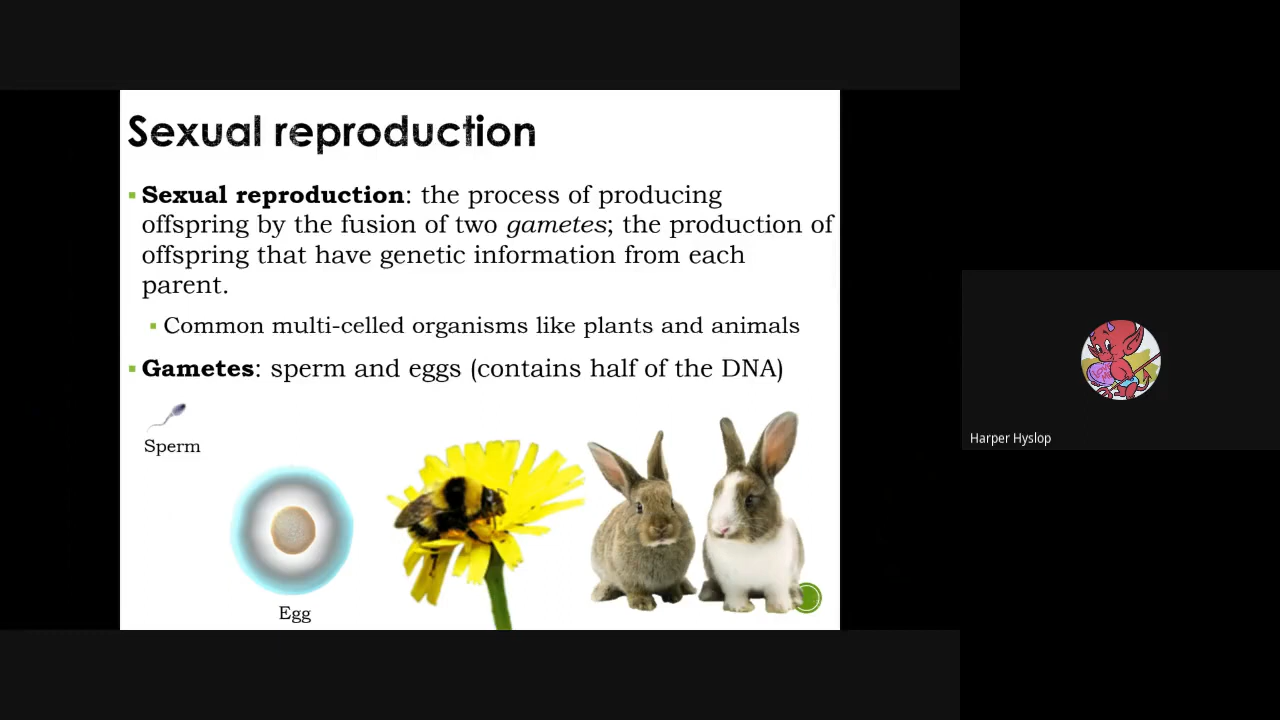 Sexual reproduction
Sexual reproduction: the process of producing
offspring by the fusion of two gametes; the production of
offspring that have genetic information from each
parent.
Common multi-celled organisms like plants and animals
Gametes: sperm and eggs (contains half of the DNA)
Sperm
Egg
Harper Hyslop